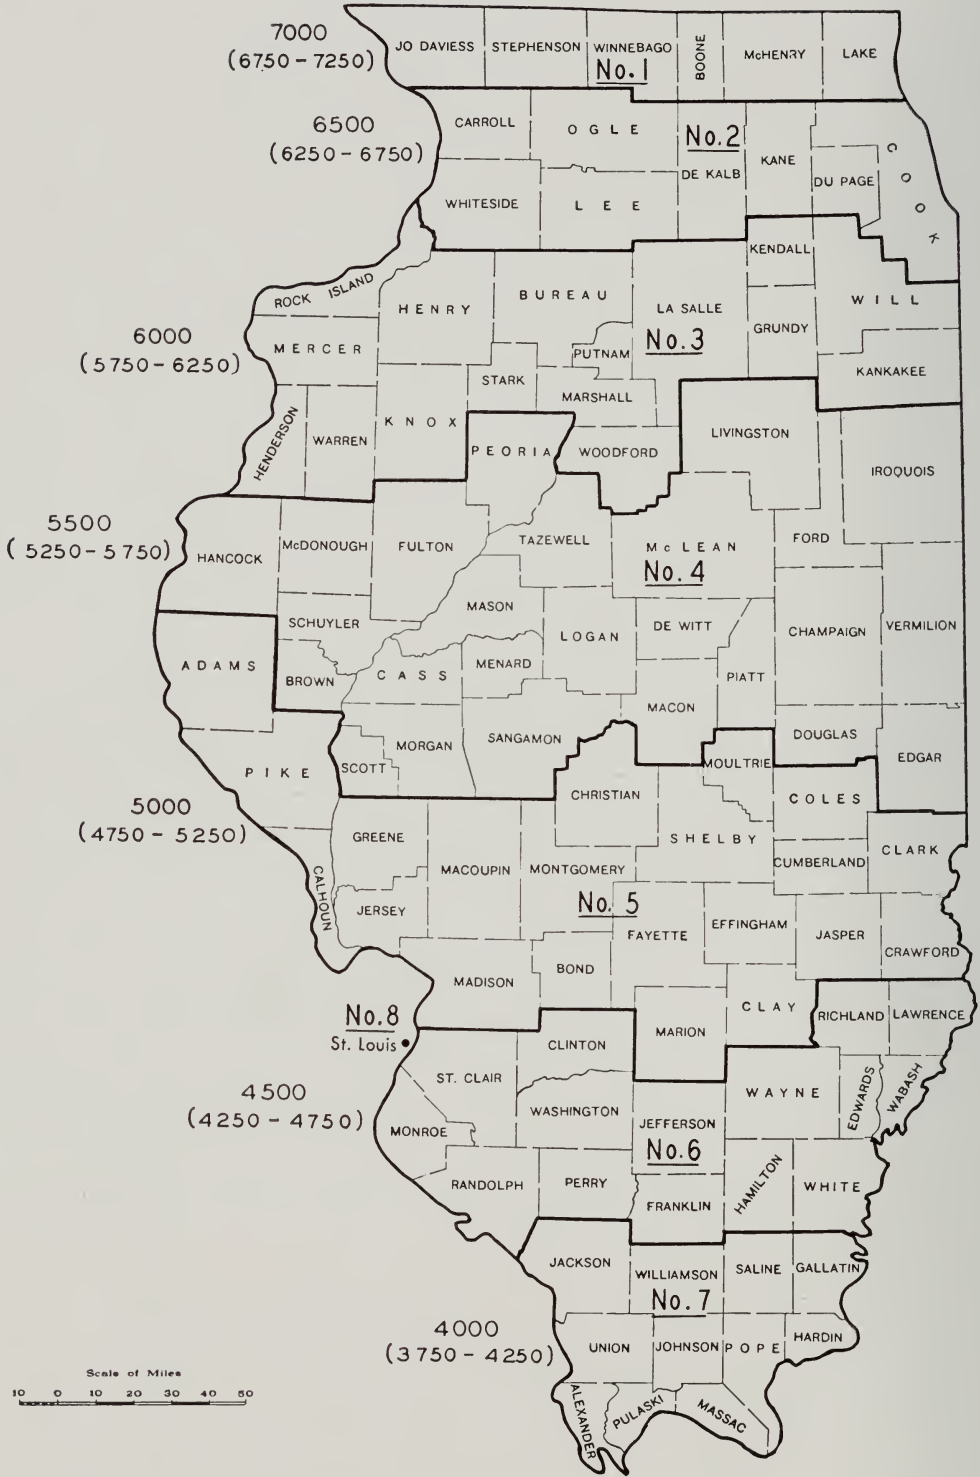 7000
(6750 - 7250)
JO DAVIESS
STEPHENSON
WINNEBAGO
No.1
BOONE
McHENRY
LAKE
6500
(6250 - 6750)
CARROLL
OGLE
No.2
DE KALB
KANE
DU PAGE
COOK
WHITESIDE
LEE
KENDALL
ROCK ISLAND
HENRY
BUREAU
LA SALLE
No.3
GRUNDY
WILL
6000
(5750 - 6250)
MERCER
PUTNAM
STARK
MARSHALL
KANKAKEE
HENDERSON
WARREN
KNOX
PEORIA
WOODFORD
LIVINGSTON
IROQUOIS
5500
(5250 - 5750)
HANCOCK
McDONOUGH
FULTON
TAZEWELL
McLEAN
No. 4
FORD
SCHUYLER
MASON
LOGAN
DE WITT
CHAMPAIGN
VERMILION
ADAMS
BROWN
CASS
MENARD
PIATT
MACON
SCOTT
MORGAN
SANGAMON
MOULTRIE
DOUGLAS
EDGAR
PIKE
5000
(4750 - 5250)
CHRISTIAN
COLES
GREENE
MACOUPIN
MONTGOMERY
SHELBY
CUMBERLAND
CLARK
CALHOUN
JERSEY
No. 5
FAYETTE
EFFINGHAM
JASPER
CRAWFORD
MADISON
BOND
No.8
St. Louis
MARION
CLAY
RICHLAND
LAWRENCE
CLINTON
ST. CLAIR
4500
(4250 - 4750)
WASHINGTON
WAYNE
EDWARDS
WABASH
MONROE
JEFFERSON
No.6
RANDOLPH
PERRY
FRANKLIN
HAMILTON
WHITE
JACKSON
WILLIAMSON
No.7
SALINE
GALLATIN
4000
(3750 - 4250)
UNION
JOHNSON
POPE
HARDIN
ALEXANDER
PULASKI
MASSAC
Scale of Miles
10 0 10 20 30 40 50